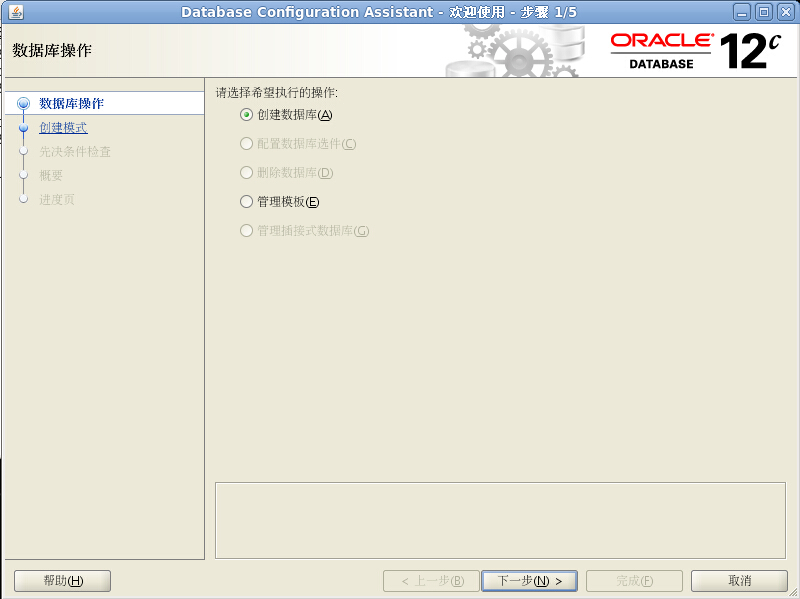 Database Configuration Assistant - 欢迎使用 - 步骤 1/5
数据库操作
ORACLE
DATABASE
12c
数据库操作
创建模式
先决条件检查
概要
进度页
请选择希望执行的操作:
创建数据库(A)
配置数据库选件(C)
删除数据库(D)
管理模板(E)
管理插接式数据库(G)
帮助(H)
< 上一步(B)
下一步(N) >
完成(F)
取消